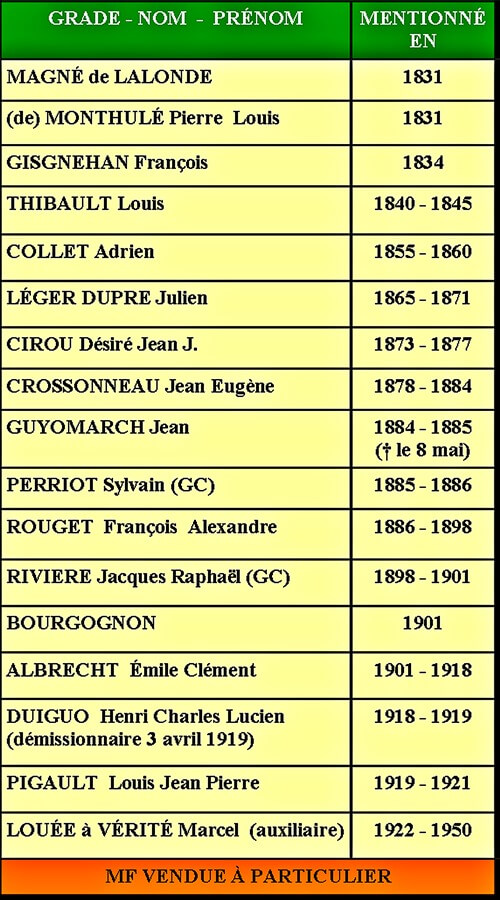 GRADE - NOM - PRÉNOM MENTIONNÉ
EN
MAGNÉ de LALONDE 1831
(de) MONTHULÉ Pierre Louis 1831
GISGNEHAN François 1834
THIBAULT Louis 1840 - 1845
COLLET Adrien 1855 - 1860
LÉGER DUPRE Julien 1865 - 1871
CIROU Désiré Jean J. 1873 - 1877
CROSSONNEAU Jean Eugène 1878 - 1884
GUYOMARCH Jean 1884 - 1885
(† le 8 mai)
PERRIOT Sylvain (GC) 1885 - 1886
ROUGET François Alexandre 1886 - 1898
RIVIERE Jacques Raphaël (GC) 1898 - 1901
BOURGOGNON 1901
ALBRECHT Émile Clément 1901 - 1918
DUIGUO Henri Charles Lucien 1918 - 1919
(démissionnaire 3 avril 1919)
PIGAULT Louis Jean Pierre 1919 - 1921
LOUÉE à VÉRITÉ Marcel (auxiliaire) 1922 - 1950
MF VENDUE À PARTICULIER